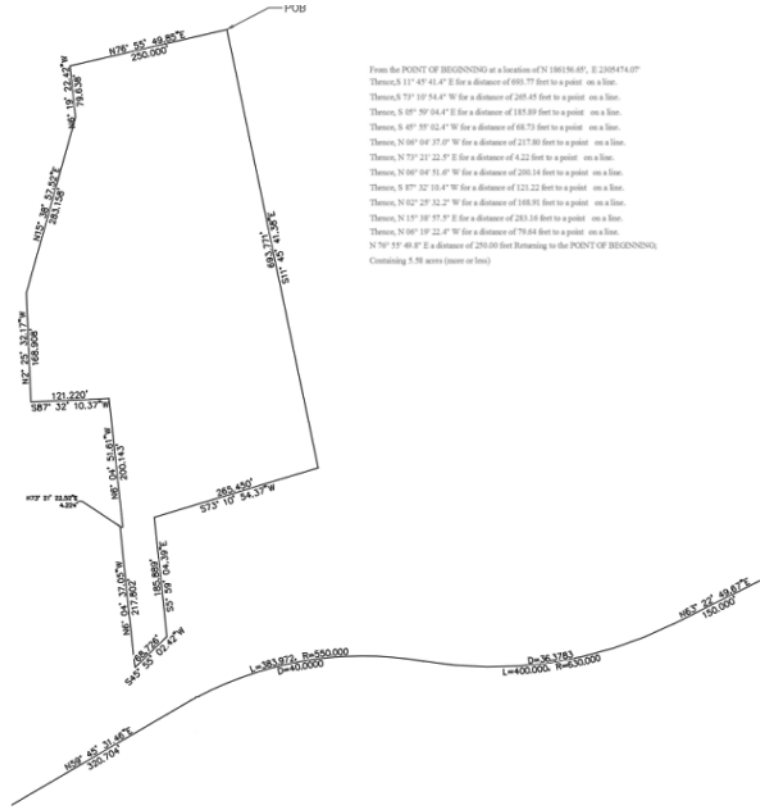 POB
N76° 55' 49.85"E
250.000'
N6° 19' 22.42"W
79.638'
From the POINT OF BEGINNING at a location of N 186156.65', E 2305474.07'
Thence,S 11° 45' 41.4" E for a distance of 693.77 feet to a point on a line.
Thence,S 73° 10' 54.4" W for a distance of 265.45 feet to a point on a line.
Thence,S 05° 59' 04.4" E for a distance of 185.89 feet to a point on a line.
Thence, S 45° 55' 02.4" W for a distance of 68.73 feet to a point on a line.
Thence, N 06° 04' 37.0" W for a distance of 217.80 feet to a point on a line.
Thence, N 73° 21' 22.5" E for a distance of 4.22 feet to a point on a line.
Thence, N 06° 04' 51.6" W for a distance of 200.14 feet to a point on a line.
Thence, S 87° 32' 10.4" W for a distance of 121.22 feet to a point on a line.
Thence, N 02° 25' 32.2" W for a distance of 168.91 feet to a point on a line.
Thence, N 15° 38' 57.5" E for a distance of 283.16 feet to a point on a line.
Thence, N 06° 19' 22.4" W for a distance of 79.64 feet to a point on a line.
N 76° 55' 49.8" E a distance of 250.00 feet Returning to the POINT OF BEGINNING;
Containing 5.58 acres (more or less)
N15° 38' 57.52"E
283.158'
693.771'
S11° 45' 41.38"E
N2° 25' 32.17"W
168.908'
121.220'
S87° 32' 10.37"W
N6° 04' 51.61"W
200.143'
N73° 21' 22.50"E
4.224'
265.450'
S73° 10' 54.37"W
N6° 04' 37.05"W
217.802'
185.889'
S5° 59' 04.39"E
68.726'
S45° 55' 02.42"W
L=383.972, R=550.000
D=40.0000
D=36.3783
L=400.000, R=630.000
N63° 22' 49.67"E
150.000'
N59° 45' 31.46"E
320.704'